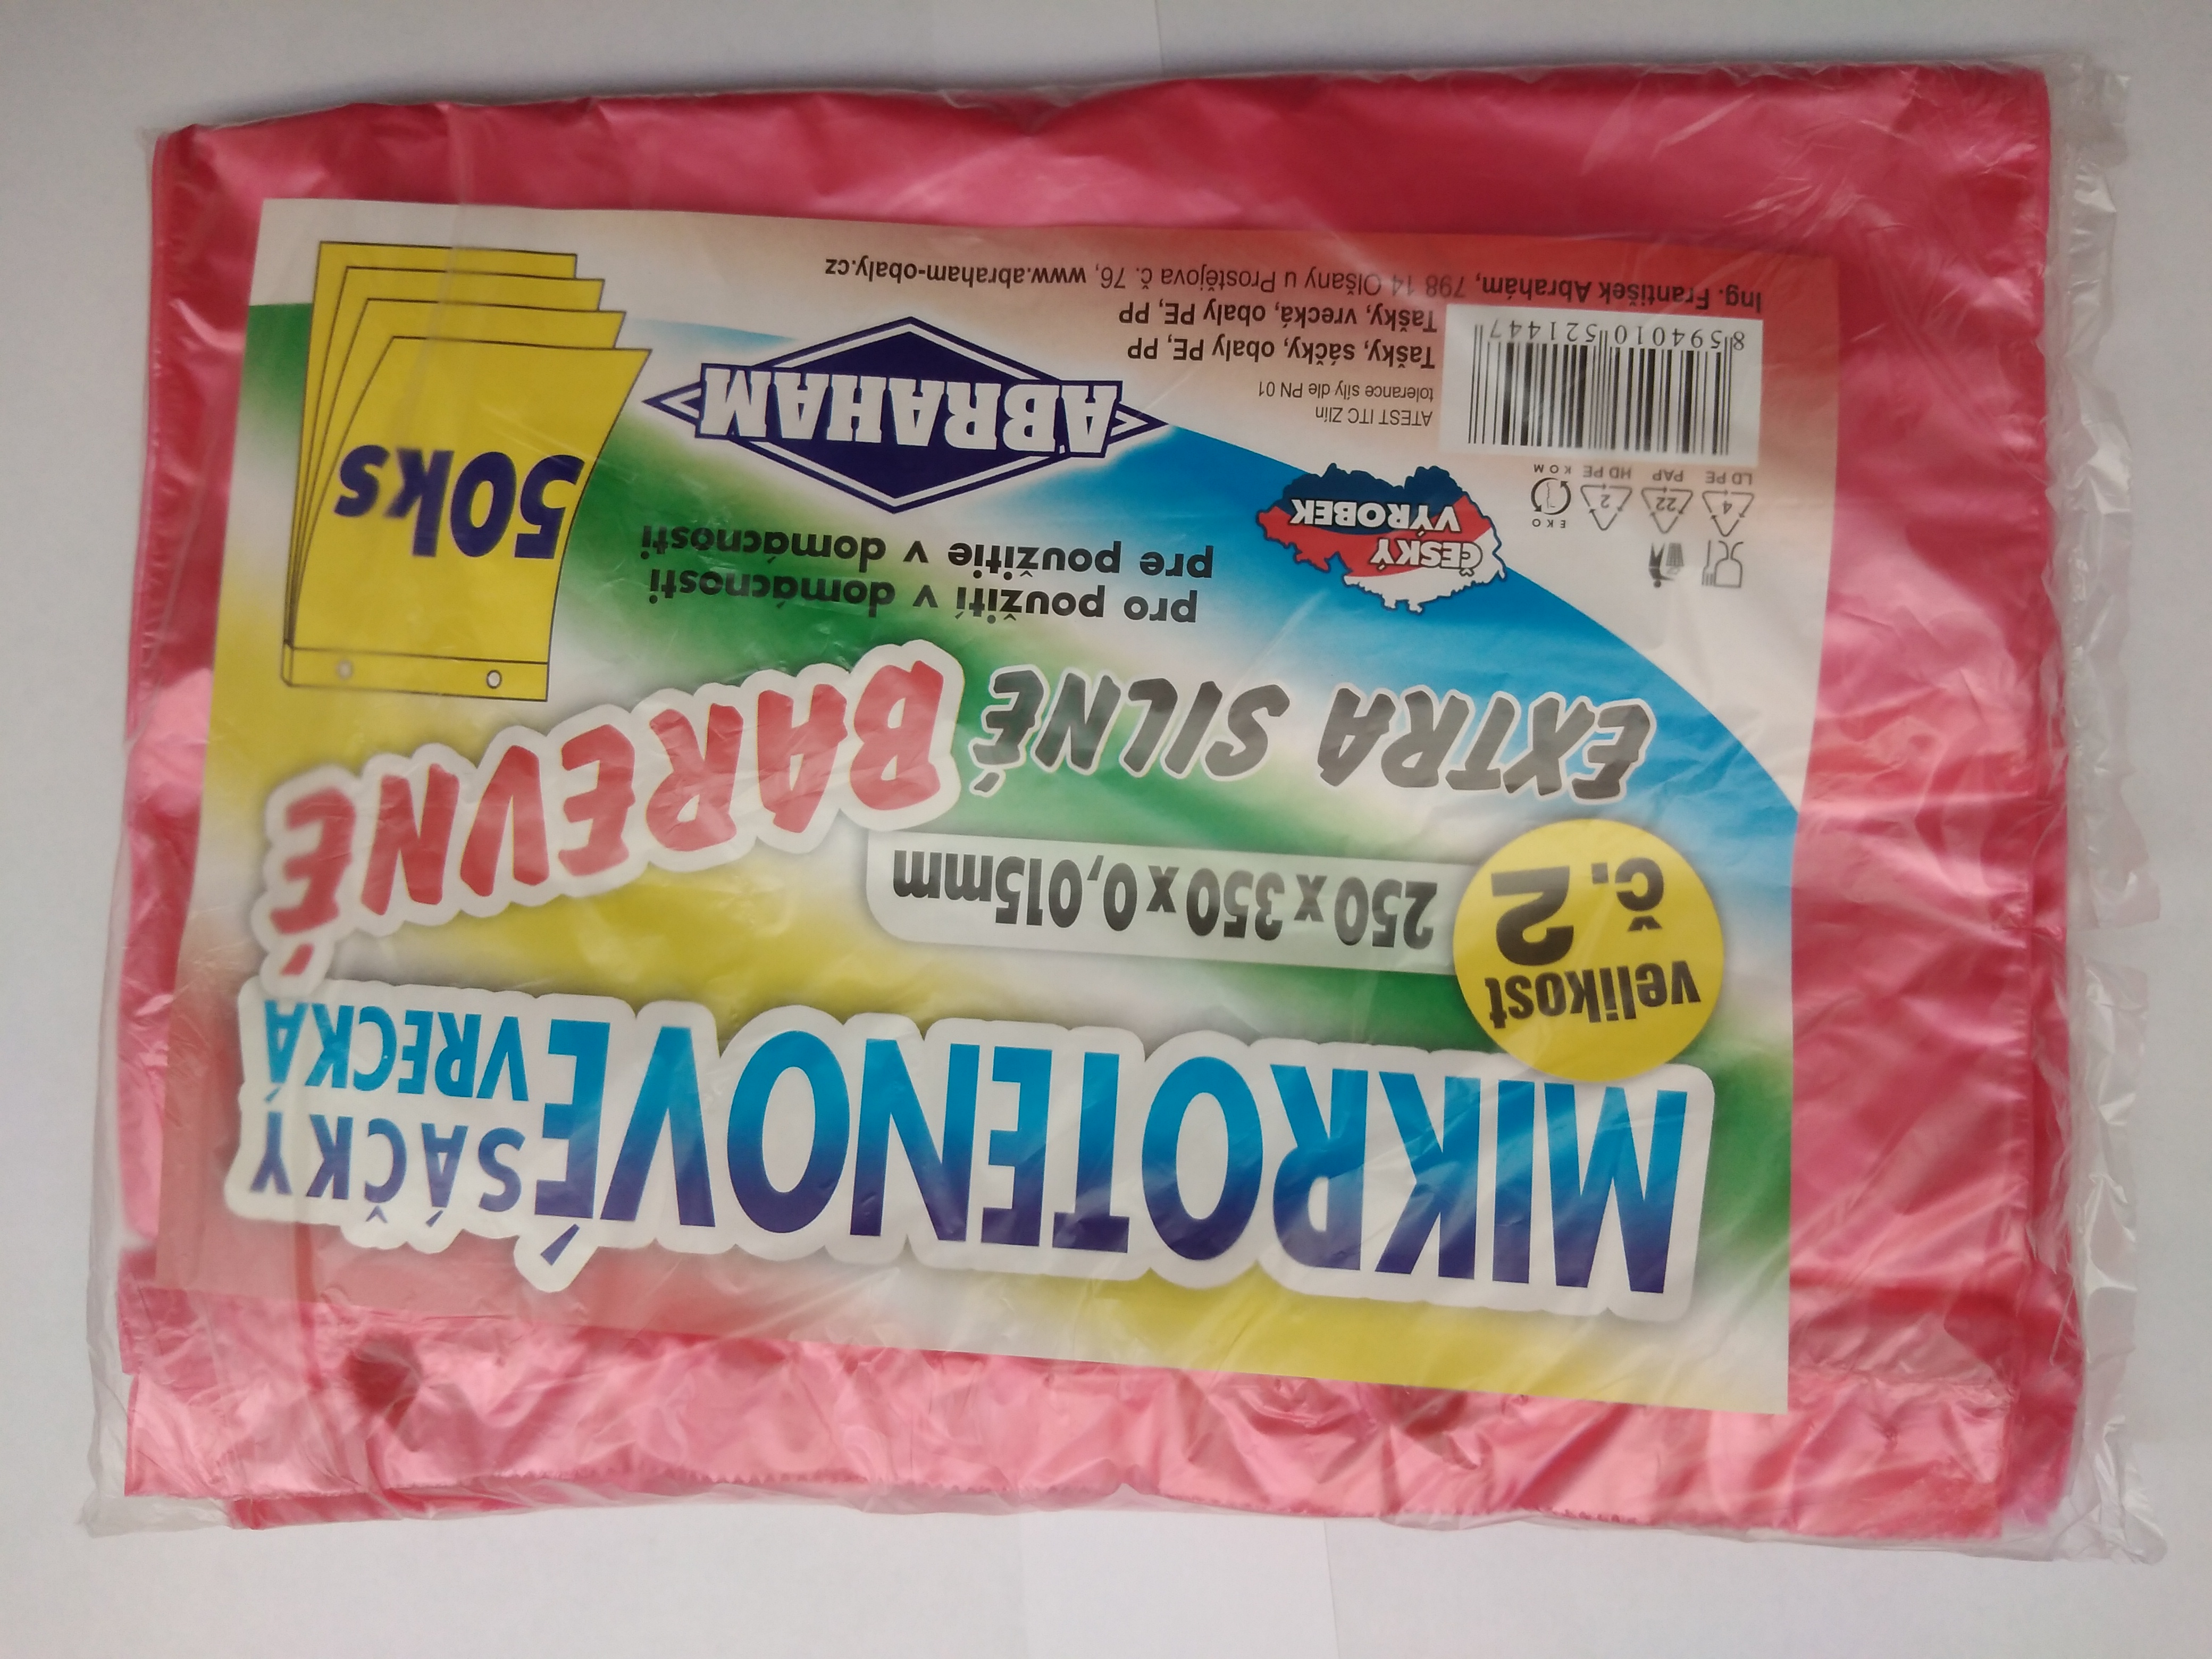 MIKROTENOVÉ SÁČKY
VRECKÁ
velikost
č. 2
250 x 350 x 0,015mm
EXTRA SILNÉ
BAREVNÉ
pro použití v domácnosti
pre použitie v domácnosti
50ks
ABRAHAM
ČESKÝ
VÝROBEK
EKO
KOM
4
LD PE
22
PAP
2
HD PE
ATEST ITC Zlín
tolerance síly dle PN 01
Tašky, sáčky, obaly PE, PP
Tašky, vrecká, obaly PE, PP
8 594010 521447
Ing. František Abrahám, 798 14 Olšany u Prostějova č. 76, www.abraham-obaly.cz